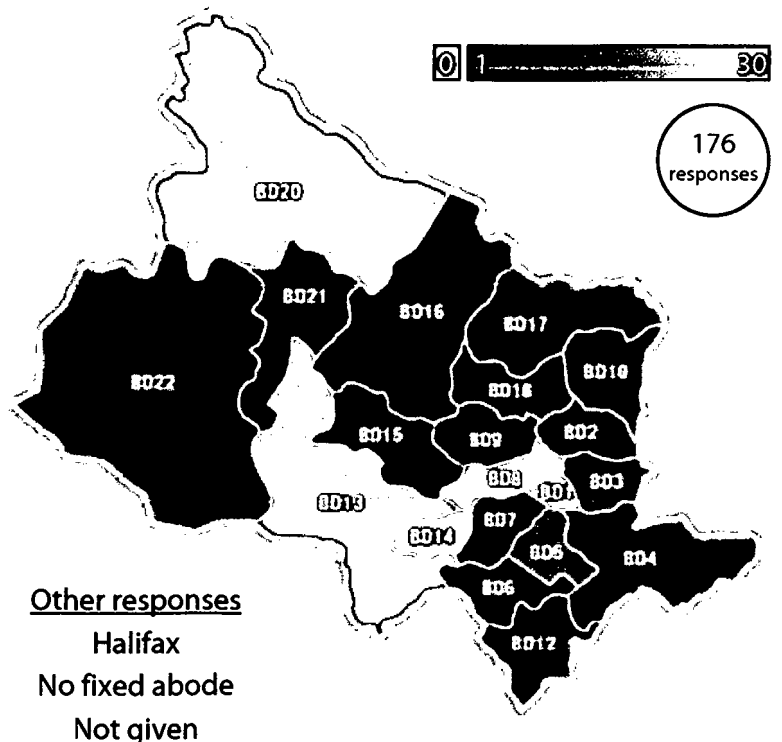 0 1 30
176
responses
BD20
BD21
BD16
BD17
BD22
BD18
BD10
BD15
BD9
BD2
BD8
BD3
BD13
BD1
BD7
BD14
BD5
BD4
BD6
BD12
Other responses
Halifax
No fixed abode
Not given